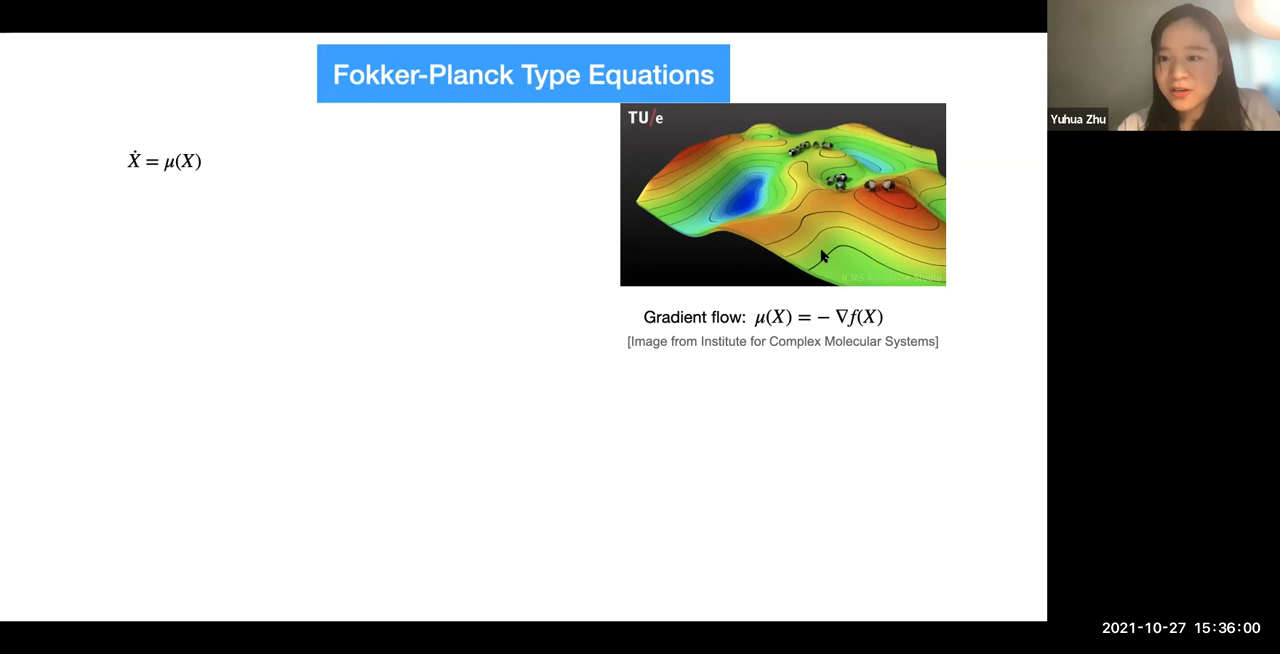 Fokker-Planck Type Equations
Ẋ = μ(X)
TU/e
Gradient flow: μ(X) = − ∇f(X)
[Image from Institute for Complex Molecular Systems]
Yuhua Zhu
2021-10-27 15:36:00